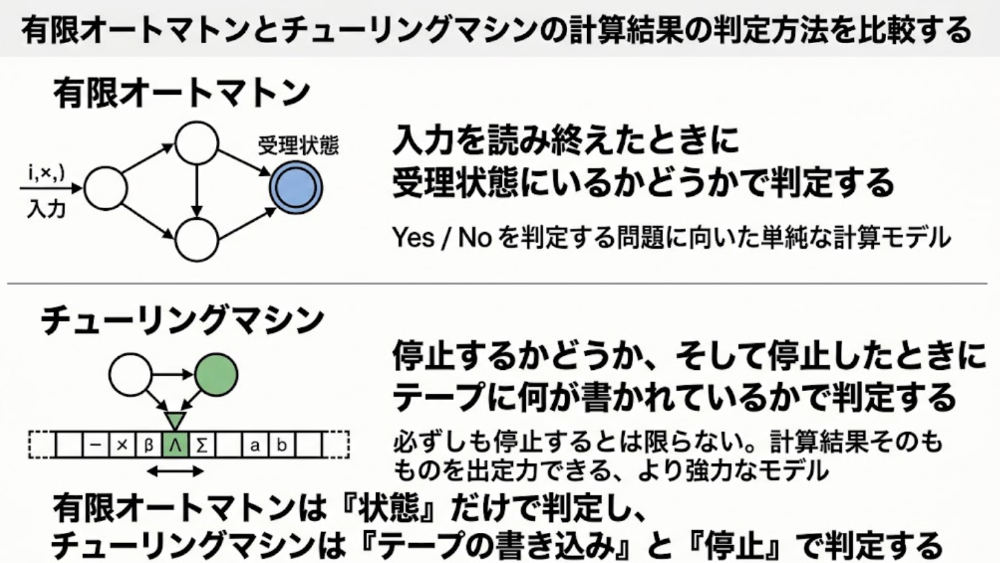 有限オートマトンとチューリングマシンの計算結果の判定方法を比較する
有限オートマトン
受理状態
i,×,)
入力
入力を読み終えたときに
受理状態にいるかどうかで判定する
Yes / No を判定する問題に向いた単純な計算モデル
チューリングマシン
− × β Λ Σ a b
停止するかどうか、そして停止したときに
テープに何が書かれているかで判定する
必ずしも停止するとは限らない。計算結果そのも
ものを出定力できる、より強力なモデル
有限オートマトンは『状態』だけで判定し、
チューリングマシンは『テープの書き込み』と『停止』で判定する